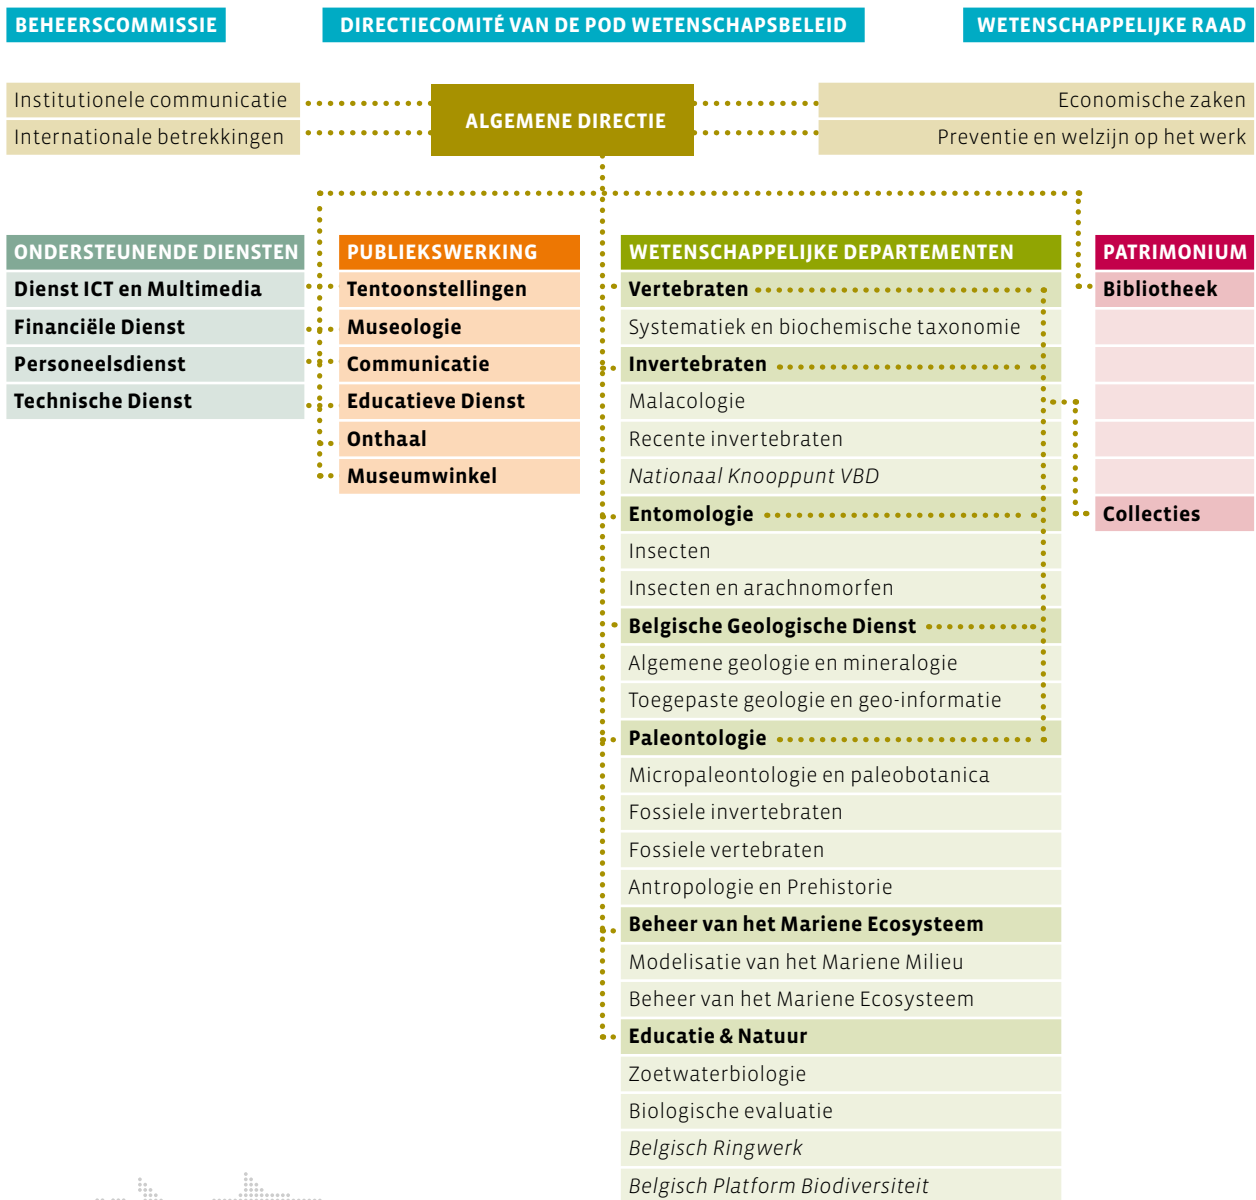 BEHEERSCOMMISSIE
DIRECTIECOMITÉ VAN DE POD WETENSCHAPSBELEID
WETENSCHAPPELIJKE RAAD
Institutionele communicatie
Internationale betrekkingen
ALGEMENE DIRECTIE
Economische zaken
Preventie en welzijn op het werk
ONDERSTEUNENDE DIENSTEN
Dienst ICT en Multimedia
Financiële Dienst
Personeelsdienst
Technische Dienst
PUBLIEKSWERKING
Tentoonstellingen
Museologie
Communicatie
Educatieve Dienst
Onthaal
Museumwinkel
WETENSCHAPPELIJKE DEPARTEMENTEN
Vertebraten
Systematiek en biochemische taxonomie
Invertebraten
Malacologie
Recente invertebraten
Nationaal Knooppunt VBD
Entomologie
Insecten
Insecten en arachnomorfen
Belgische Geologische Dienst
Algemene geologie en mineralogie
Toegepaste geologie en geo-informatie
Paleontologie
Micropaleontologie en paleobotanica
Fossiele invertebraten
Fossiele vertebraten
Antropologie en Prehistorie
Beheer van het Mariene Ecosysteem
Modelisatie van het Mariene Milieu
Beheer van het Mariene Ecosysteem
Educatie & Natuur
Zoetwaterbiologie
Biologische evaluatie
Belgisch Ringwerk
Belgisch Platform Biodiversiteit
PATRIMONIUM
Bibliotheek
Collecties